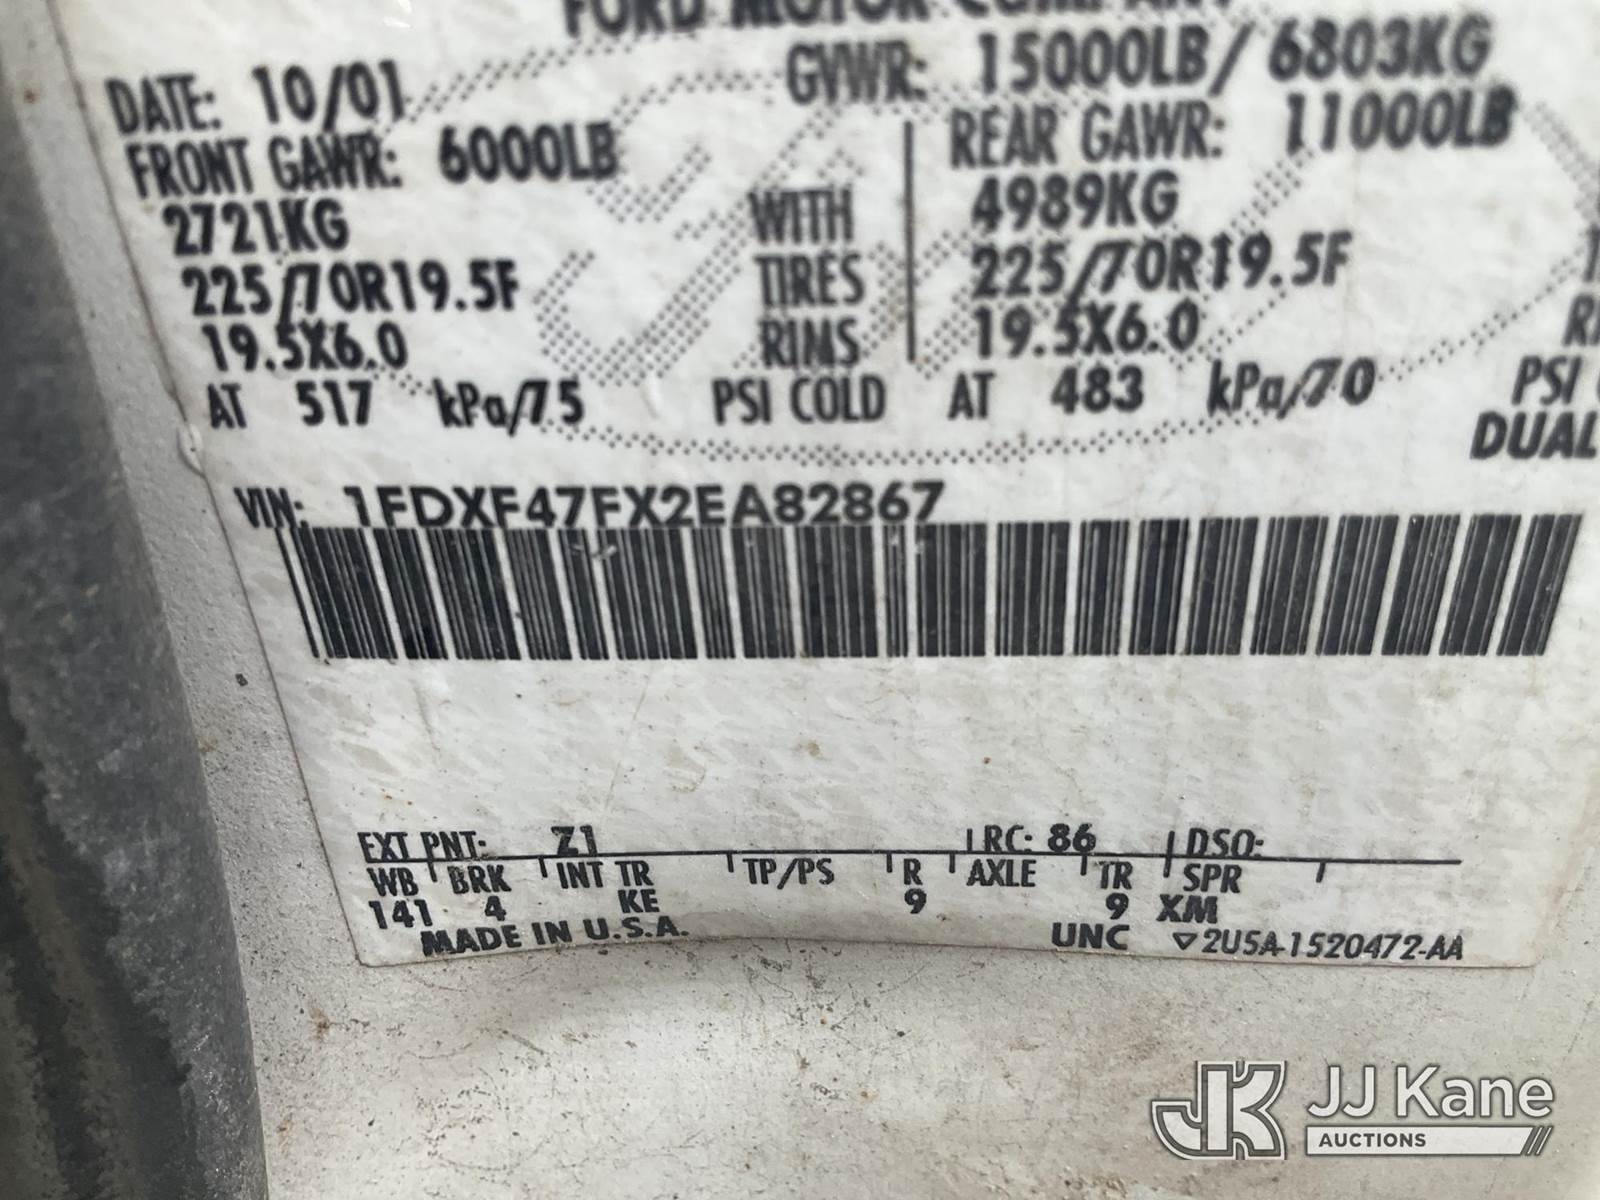 FORD MOTOR COMPANY
DATE: 10/01 GVWR: 15000LB/ 6803KG
FRONT GAWR: 6000LB REAR GAWR: 11000LB
2721KG WITH 4989KG
225/70R19.5F TIRES 225/70R19.5F
19.5X6.0 RIMS 19.5X6.0
AT 517 kPa/75 PSI COLD AT 483 kPa/70 PSI
DUAL
VIN: 1FDXF47FX2EA82867
EXT PNT: Z1 RC: 86 DSO:
WB BRK INT TR TP/PS R AXLE TR SPR
141 4 KE 9 9 XM
MADE IN U.S.A. UNC ▽2U5A-1520472-AA
JK JJ Kane
AUCTIONS